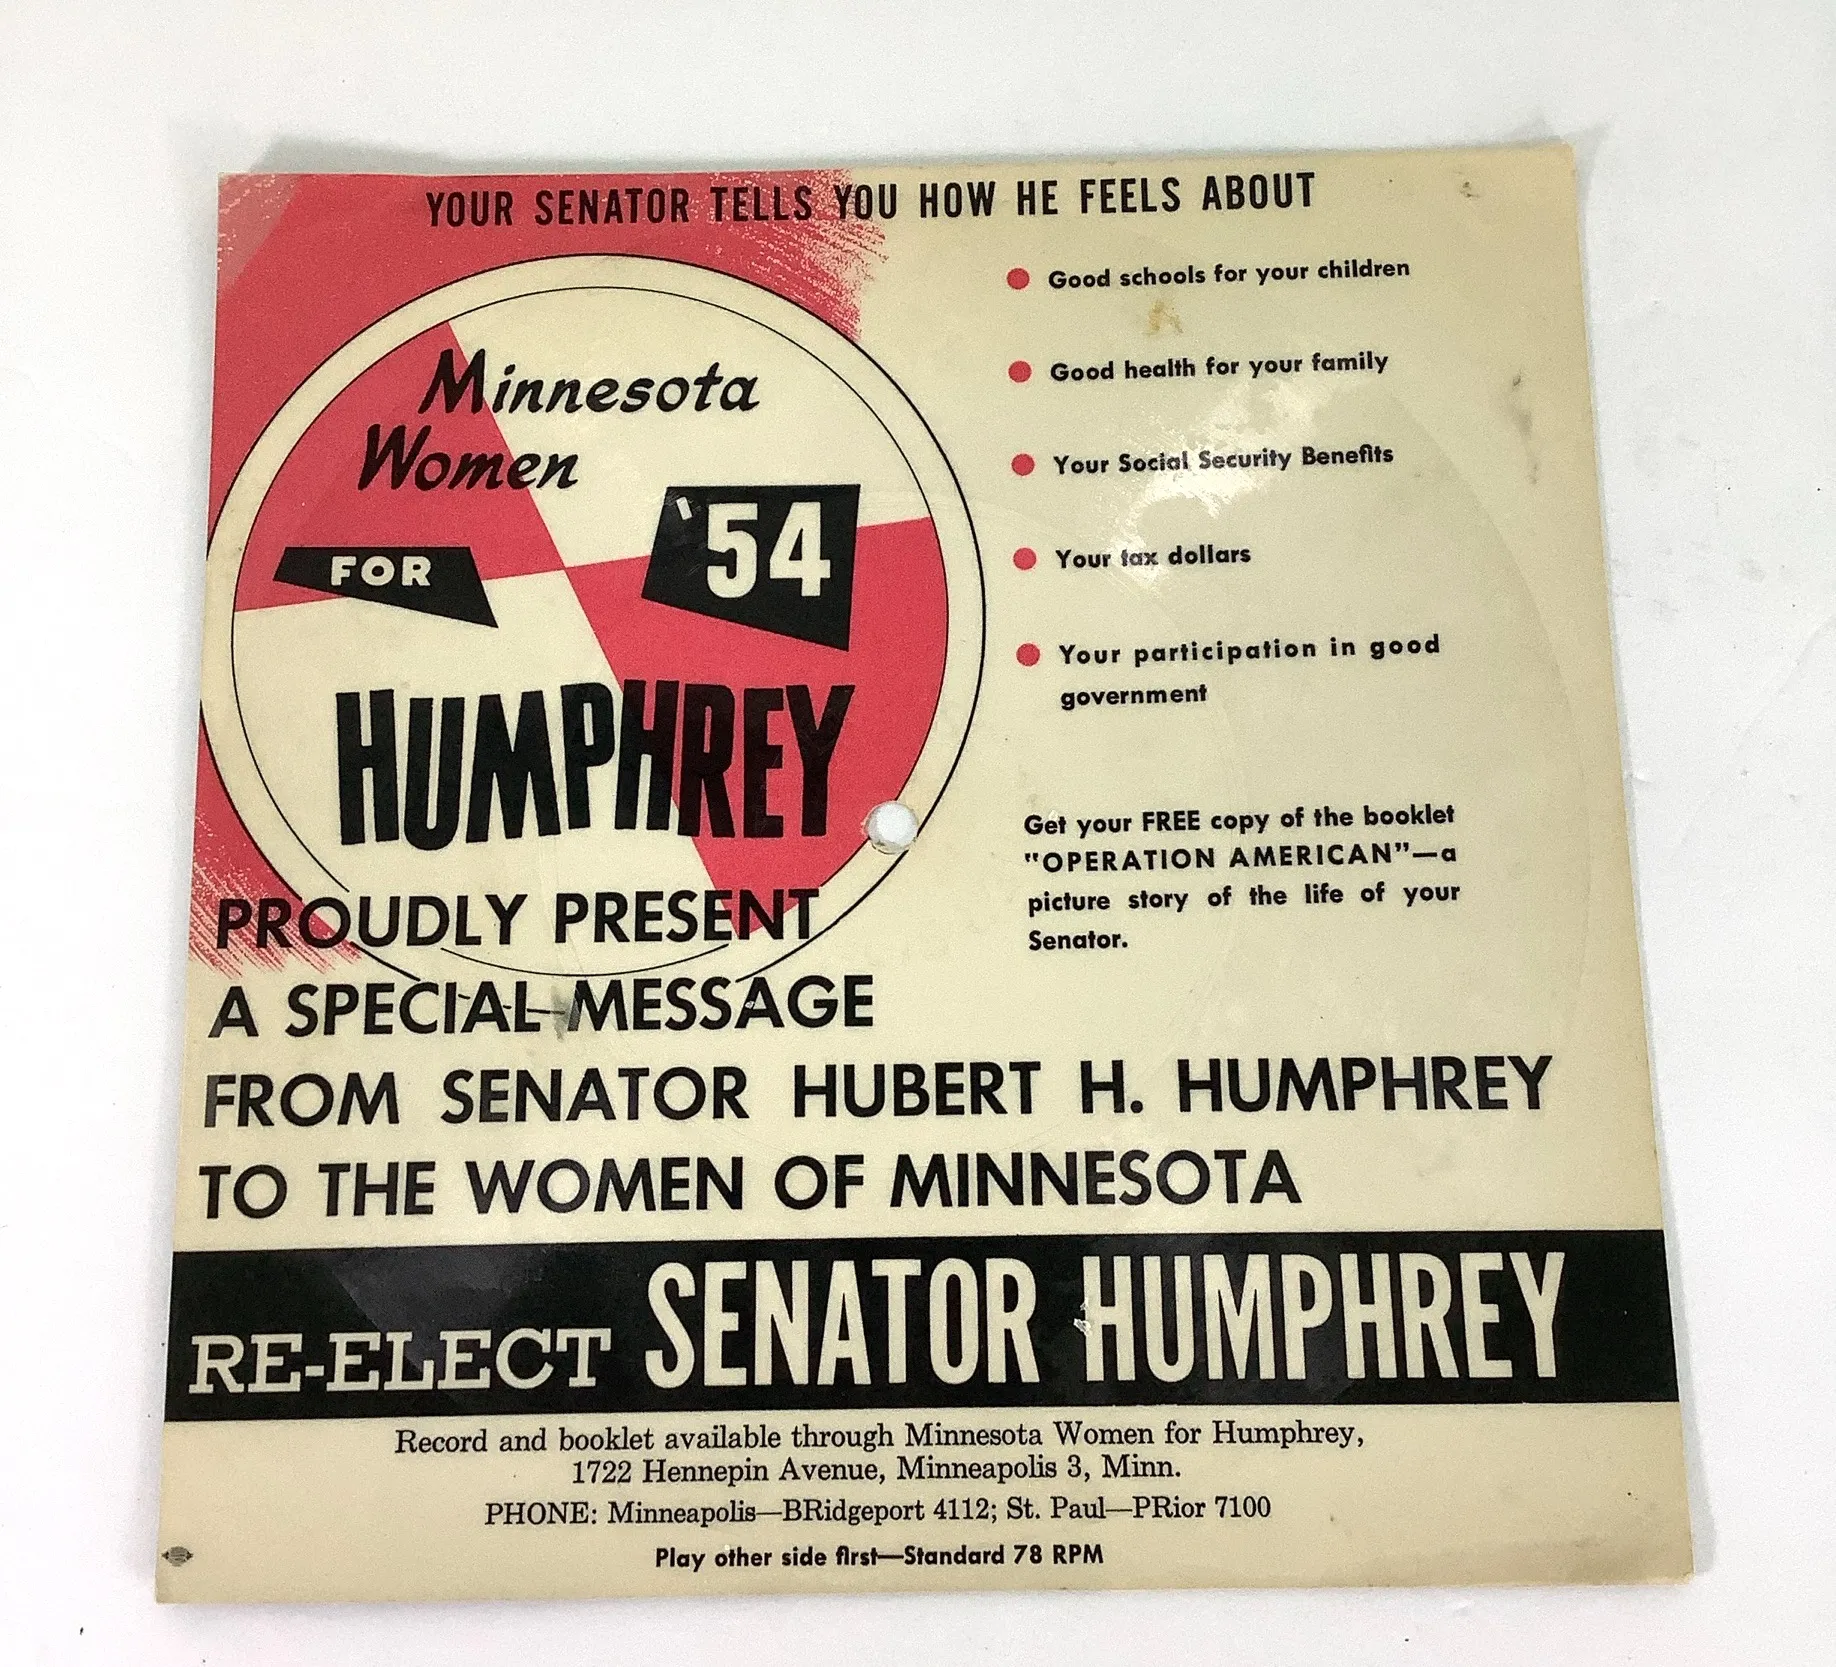 YOUR SENATOR TELLS YOU HOW HE FEELS ABOUT
Minnesota
Women
FOR
'54
HUMPHREY
PROUDLY PRESENT
A SPECIAL MESSAGE
FROM SENATOR HUBERT H. HUMPHREY
TO THE WOMEN OF MINNESOTA
Good schools for your children
Good health for your family
Your Social Security Benefits
Your tax dollars
Your participation in good
government
Get your FREE copy of the booklet
"OPERATION AMERICAN"—a
picture story of the life of your
Senator.
RE-ELECT SENATOR HUMPHREY
Record and booklet available through Minnesota Women for Humphrey,
1722 Hennepin Avenue, Minneapolis 3, Minn.
PHONE: Minneapolis—BRidgeport 4112; St. Paul—PRior 7100
Play other side first—Standard 78 RPM